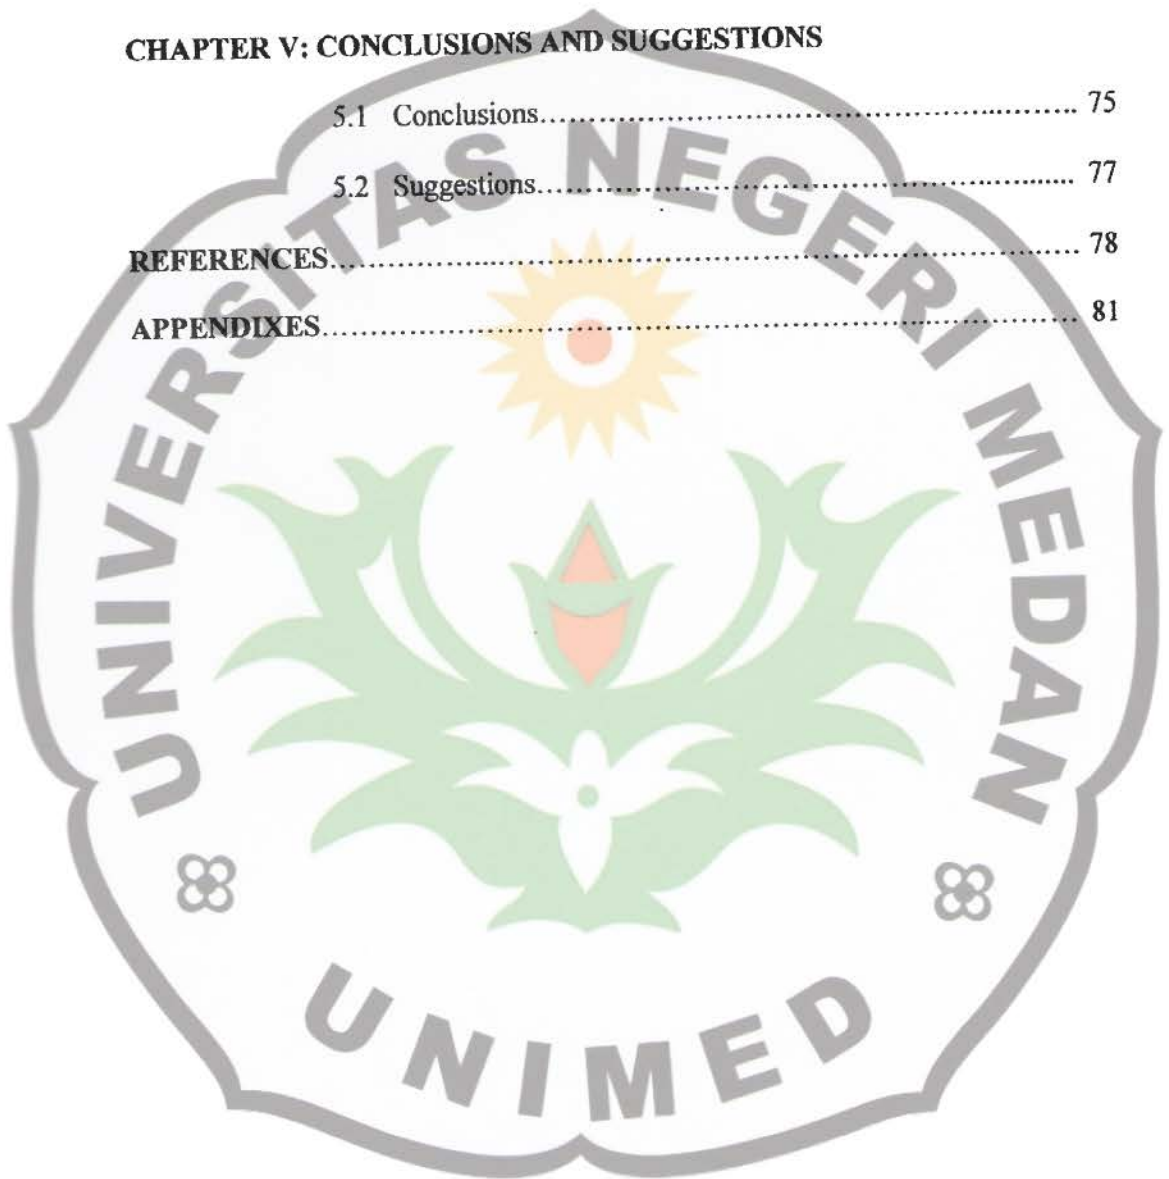 CHAPTER V: CONCLUSIONS AND SUGGESTIONS
5.1 Conclusions........................................................................ 75
5.2 Suggestions........................................................................ 77
REFERENCES........................................................................ 78
APPENDIXES........................................................................ 81
UNIVERSITAS NEGERI MEDAN
UNIMED